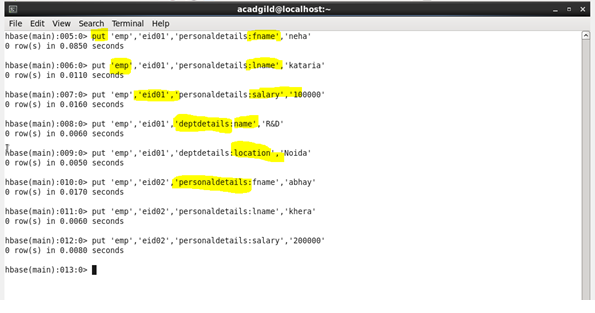 acadgild@localhost:~
File Edit View Search Terminal Help
hbase(main):005:0> put 'emp','eid01','personaldetails:fname','neha'
0 row(s) in 0.0850 seconds
hbase(main):006:0> put 'emp','eid01','personaldetails:lname','kataria'
0 row(s) in 0.0110 seconds
hbase(main):007:0> put 'emp','eid01','personaldetails:salary','100000'
0 row(s) in 0.0160 seconds
hbase(main):008:0> put 'emp','eid01','deptdetails:name','R&D'
0 row(s) in 0.0060 seconds
hbase(main):009:0> put 'emp','eid01','deptdetails:location','Noida'
0 row(s) in 0.0050 seconds
hbase(main):010:0> put 'emp','eid02','personaldetails:fname','abhay'
0 row(s) in 0.0170 seconds
hbase(main):011:0> put 'emp','eid02','personaldetails:lname','khera'
0 row(s) in 0.0060 seconds
hbase(main):012:0> put 'emp','eid02','personaldetails:salary','200000'
0 row(s) in 0.0080 seconds
hbase(main):013:0>